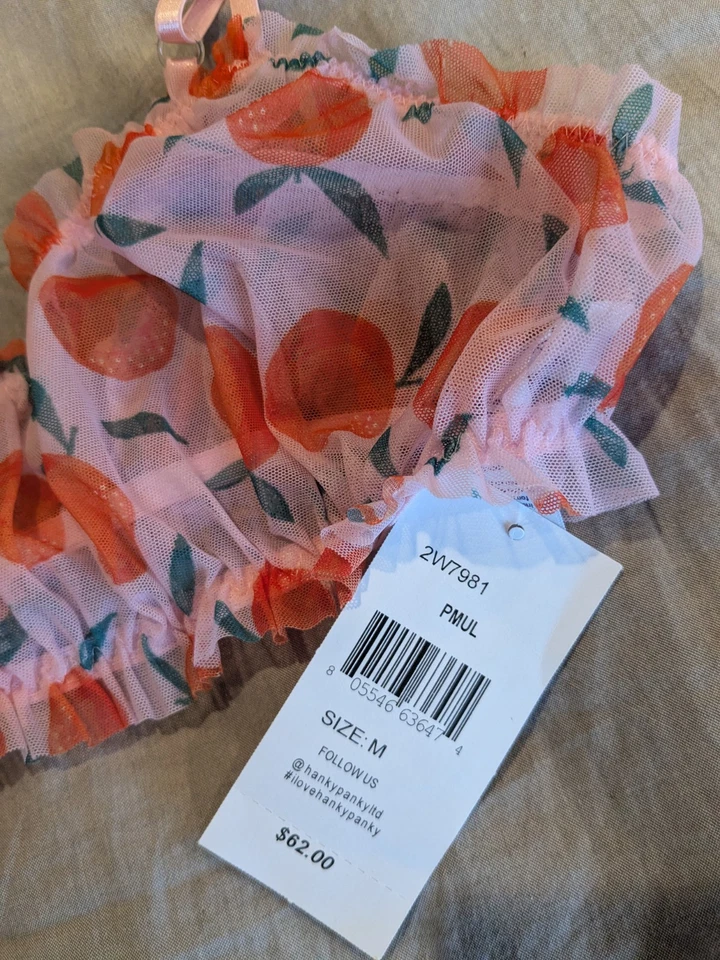 2W7981
PMUL
8 05546 63647 4
SIZE: M
FOLLOW US
@hankypankyltd
#ilovehankypanky
$62.00